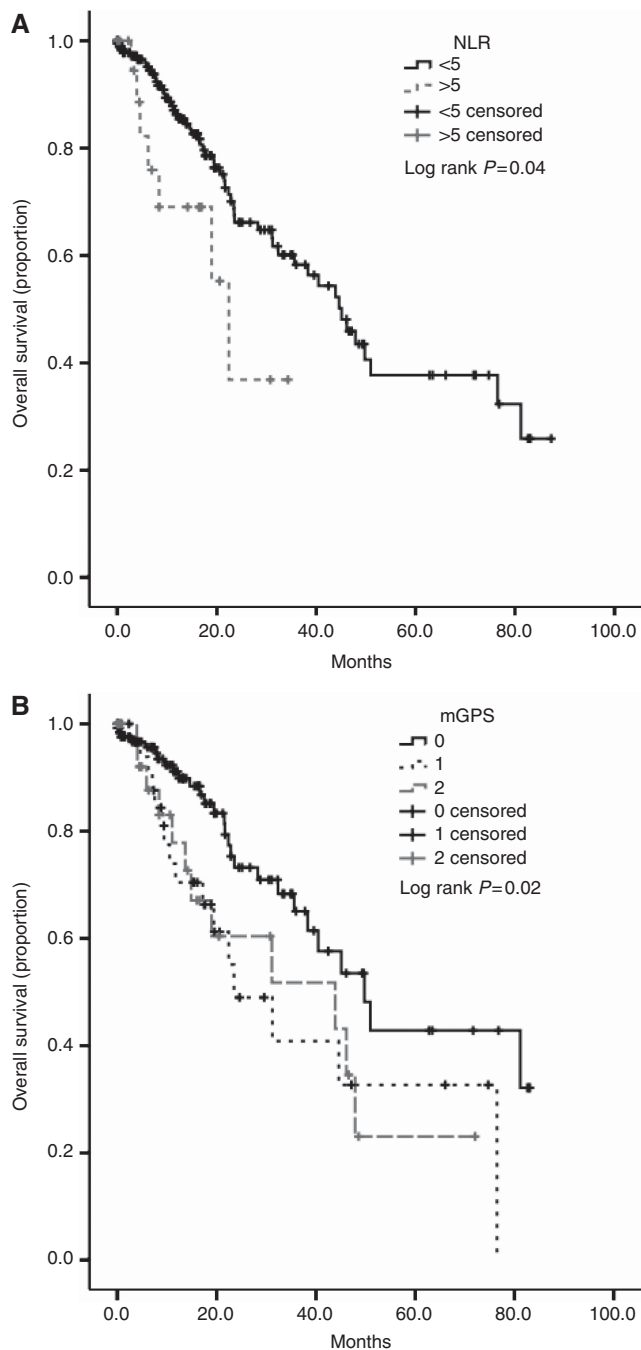 A
NLR
<5
>5
<5 censored
>5 censored
Log rank P=0.04
Overall survival (proportion)
1.0
0.8
0.6
0.4
0.2
0.0
0.0 20.0 40.0 60.0 80.0 100.0
Months
B
mGPS
0
1
2
0 censored
1 censored
2 censored
Log rank P=0.02
Overall survival (proportion)
1.0
0.8
0.6
0.4
0.2
0.0
0.0 20.0 40.0 60.0 80.0 100.0
Months